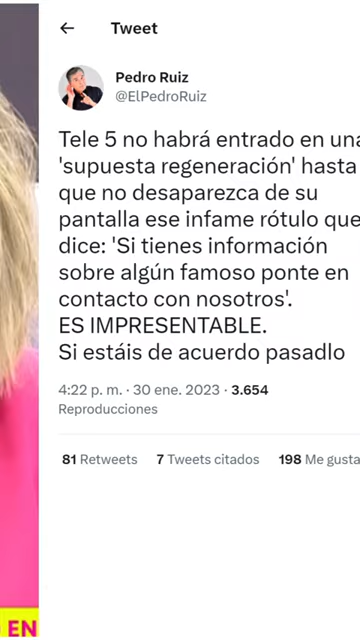 Tweet
Pedro Ruiz
@ElPedroRuiz
Tele 5 no habrá entrado en una
'supuesta regeneración' hasta
que no desaparezca de su
pantalla ese infame rótulo que
dice: 'Si tienes información
sobre algún famoso ponte en
contacto con nosotros'.
ES IMPRESENTABLE.
Si estáis de acuerdo pasadlo
4:22 p. m. · 30 ene. 2023 · 3.654
Reproducciones
81 Retweets 7 Tweets citados 198 Me gusta
EN